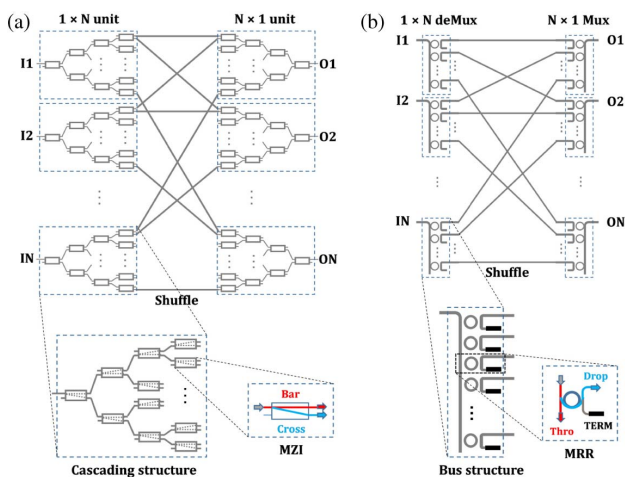 (a)
1 × N unit
N × 1 unit
I1
O1
I2
O2
IN
ON
Shuffle
Bar
Cross
MZI
Cascading structure
(b)
1 × N deMux
N × 1 Mux
I1
O1
I2
O2
IN
ON
Shuffle
Drop
TERM
Thro
MRR
Bus structure